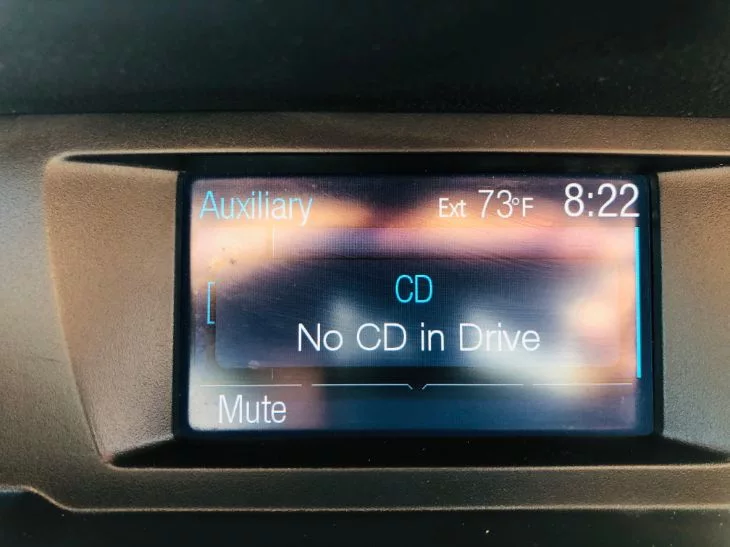 Auxiliary Ext 73°F 8:22
CD
No CD in Drive
Mute